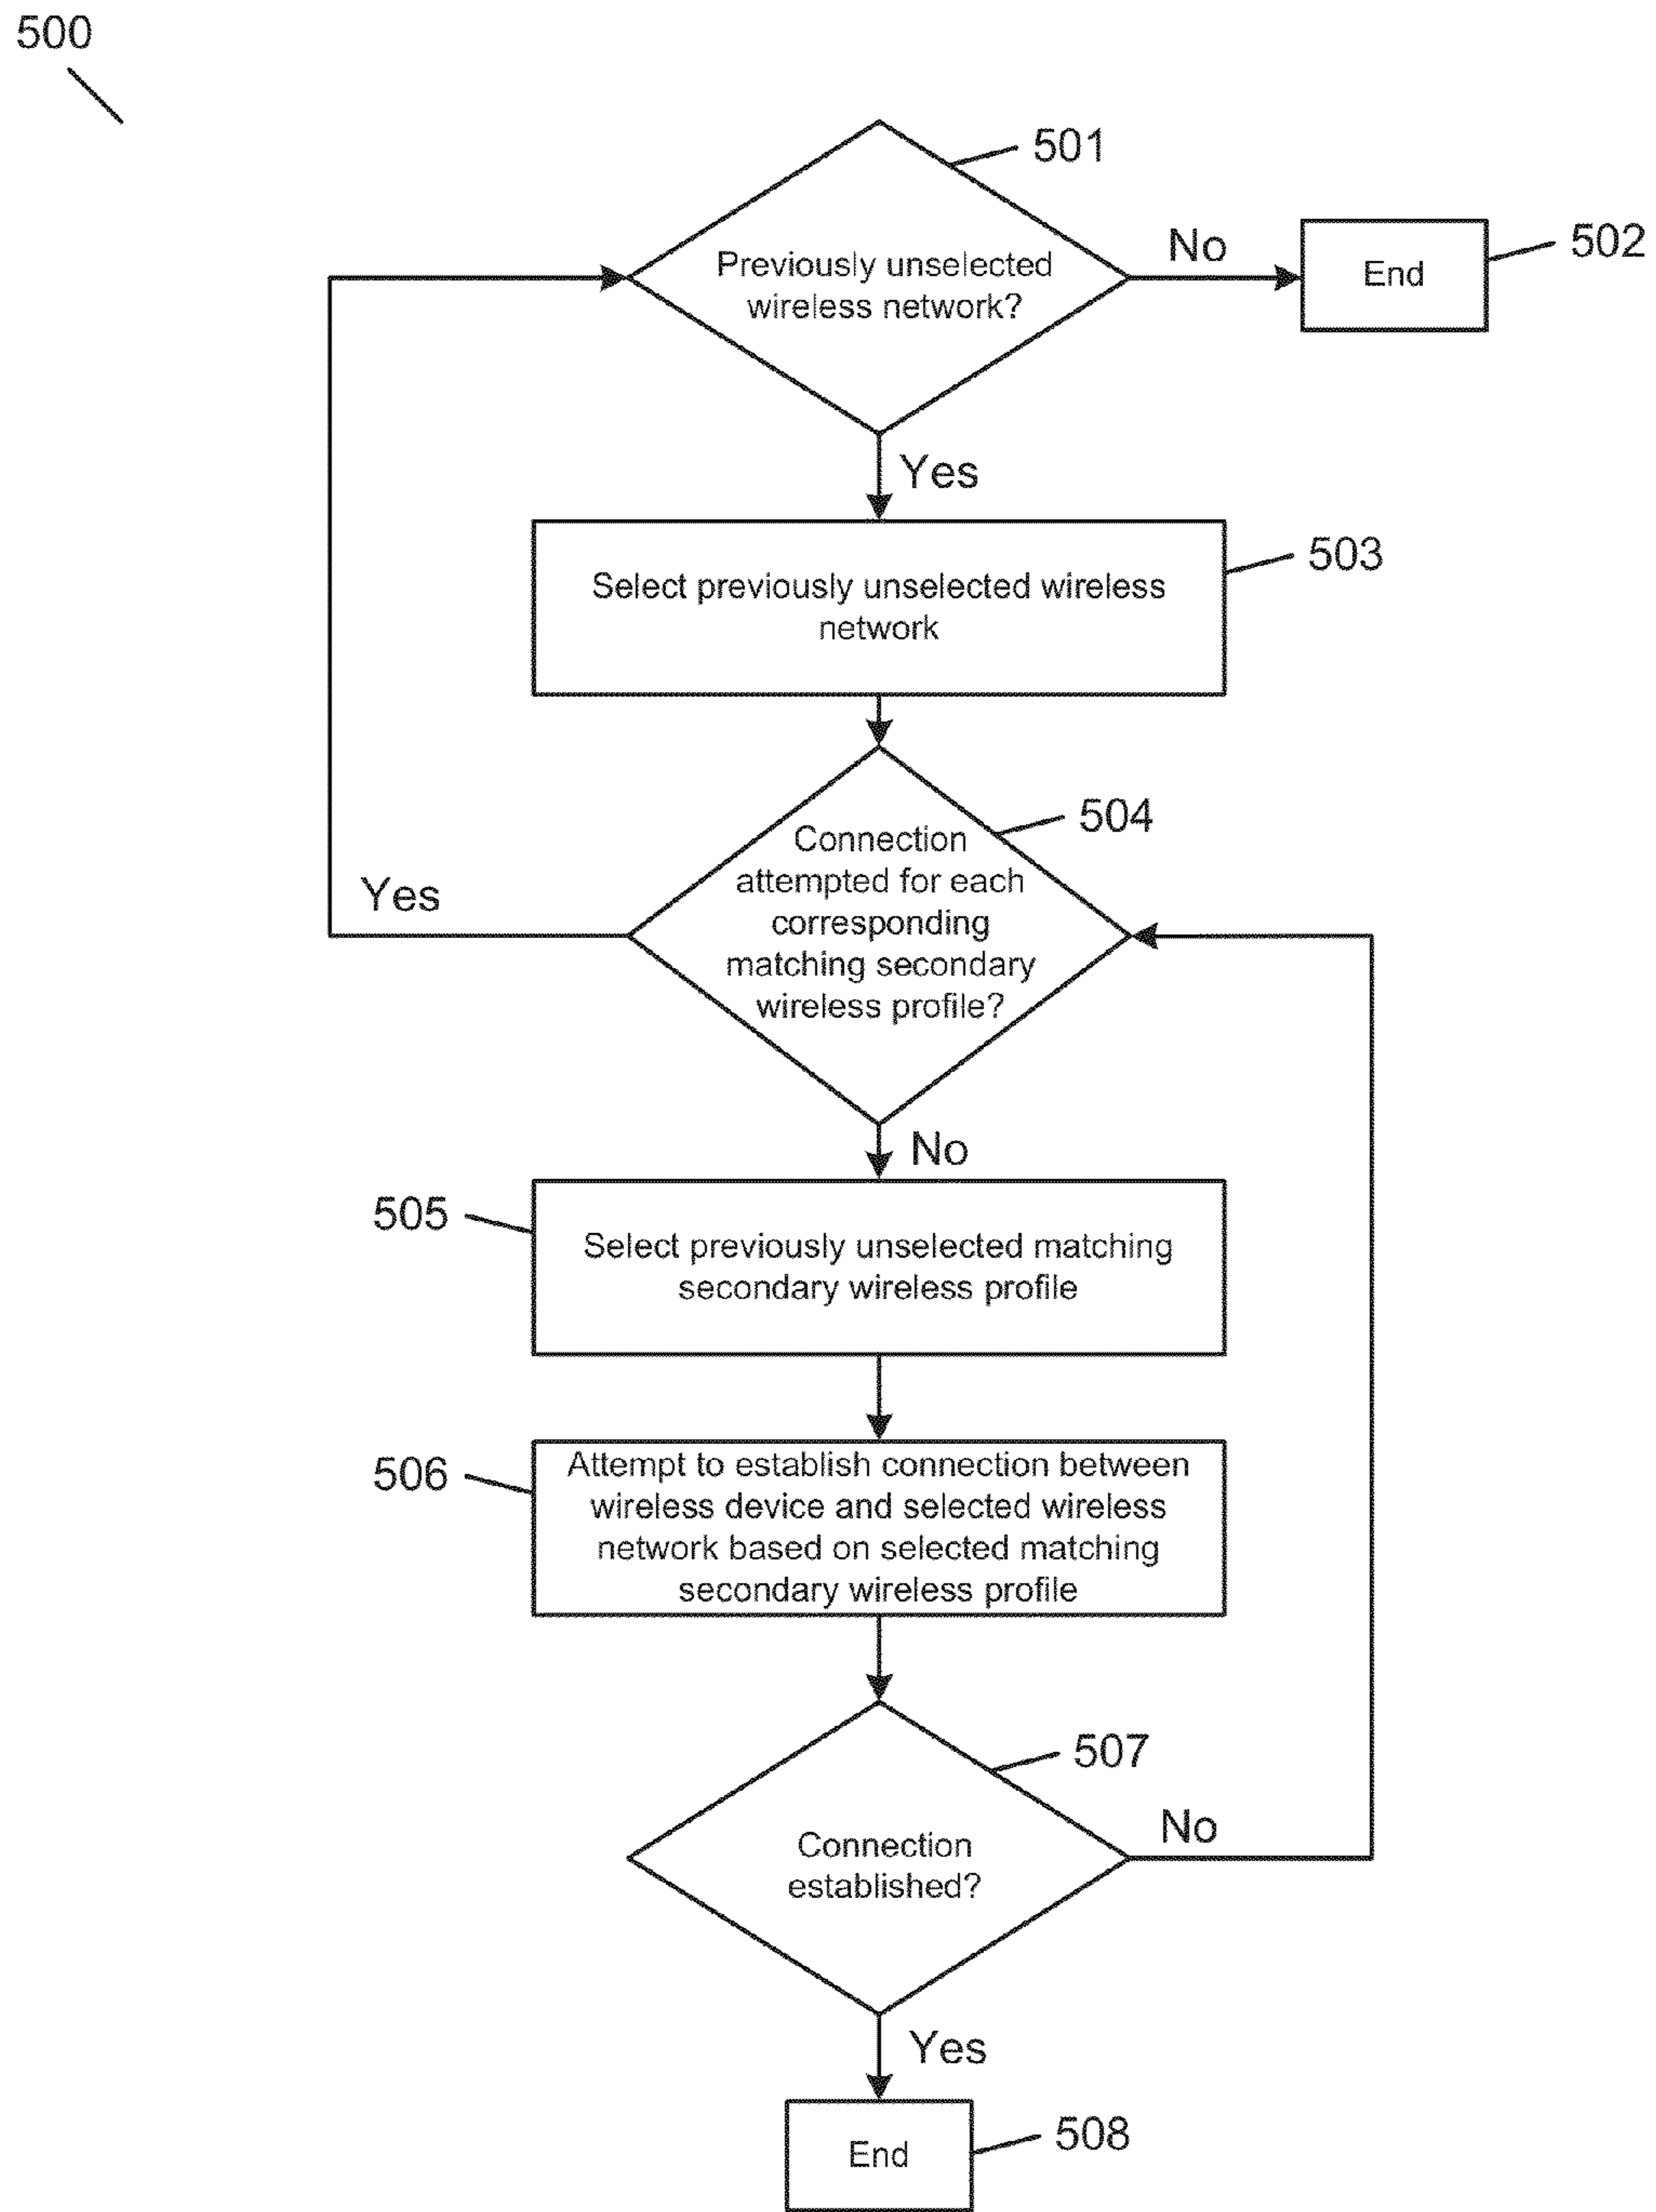 500
501
Previously unselected
wireless network?
No
End
502
Yes
Select previously unselected wireless
network
503
Connection
attempted for each
corresponding
matching secondary
wireless profile?
504
Yes
No
505
Select previously unselected matching
secondary wireless profile
506
Attempt to establish connection between
wireless device and selected wireless
network based on selected matching
secondary wireless profile
507
Connection
established?
No
Yes
End
508